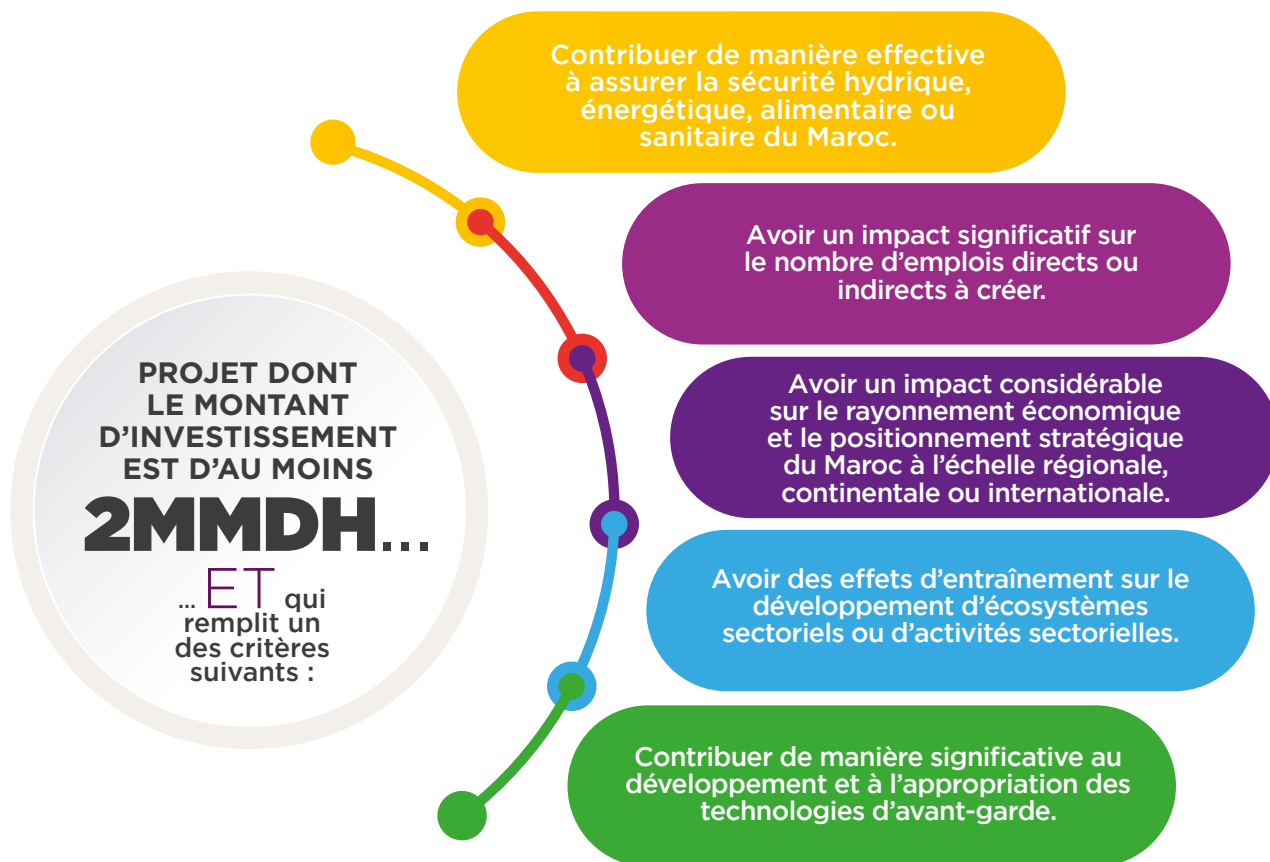 PROJET DONT
LE MONTANT
D’INVESTISSEMENT
EST D’AU MOINS
2MMDH...
... ET qui
remplit un
des critères
suivants :
Contribuer de manière effective
à assurer la sécurité hydrique,
énergétique, alimentaire ou
sanitaire du Maroc.
Avoir un impact significatif sur
le nombre d’emplois directs ou
indirects à créer.
Avoir un impact considérable
sur le rayonnement économique
et le positionnement stratégique
du Maroc à l’échelle régionale,
continentale ou internationale.
Avoir des effets d’entraînement sur le
développement d’écosystèmes
sectoriels ou d’activités sectorielles.
Contribuer de manière significative au
développement et à l’appropriation des
technologies d’avant-garde.